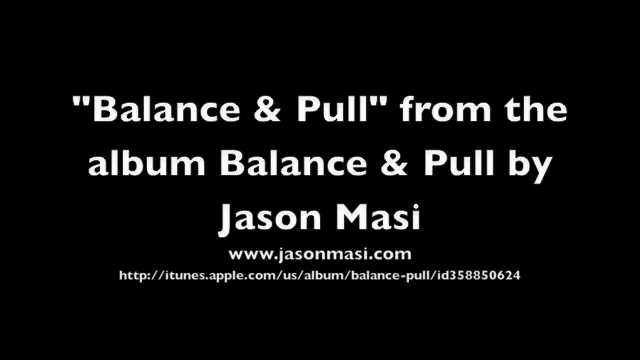 "Balance & Pull" from the
album Balance & Pull by
Jason Masi
www.jasonmasi.com
http://itunes.apple.com/us/album/balance-pull/id358850624